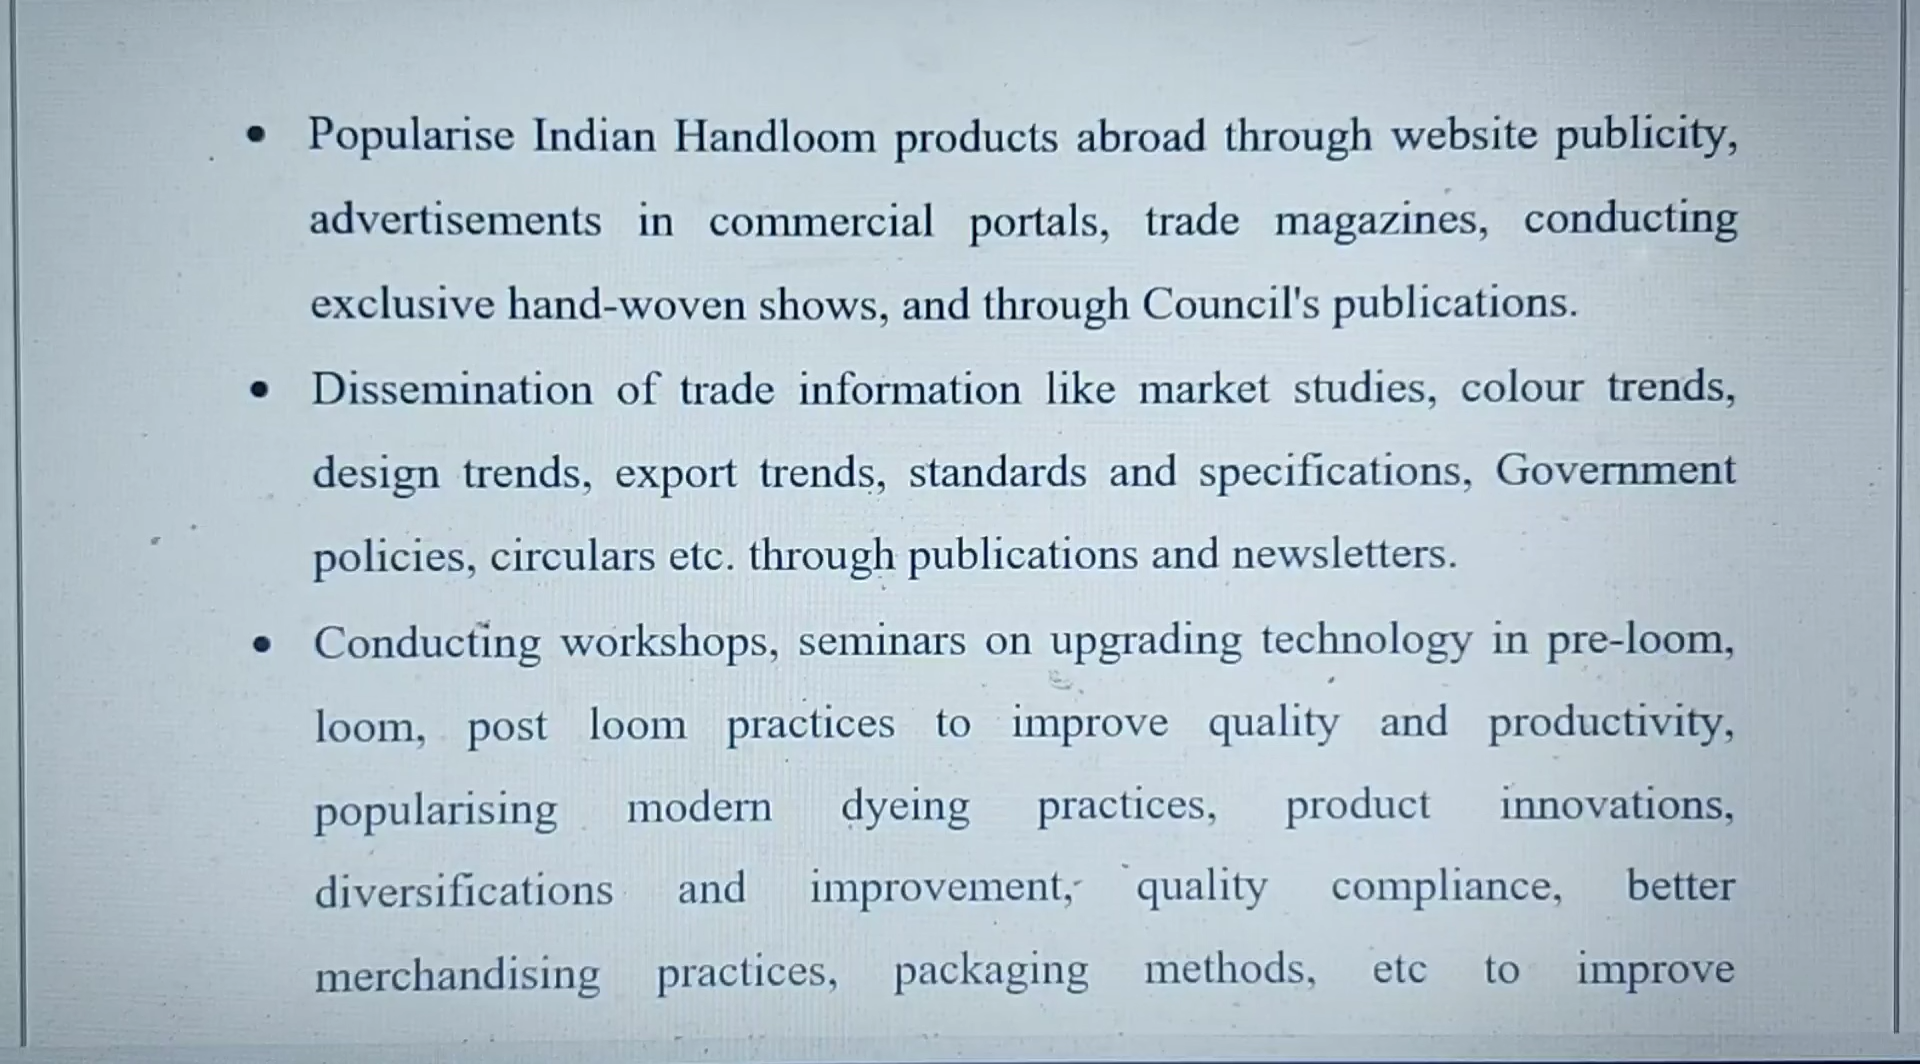 • Popularise Indian Handloom products abroad through website publicity,
advertisements in commercial portals, trade magazines, conducting
exclusive hand-woven shows, and through Council's publications.
• Dissemination of trade information like market studies, colour trends,
design trends, export trends, standards and specifications, Government
policies, circulars etc. through publications and newsletters.
• Conducting workshops, seminars on upgrading technology in pre-loom,
loom, post loom practices to improve quality and productivity,
popularising modern dyeing practices, product innovations,
diversifications and improvement, quality compliance, better
merchandising practices, packaging methods, etc to improve